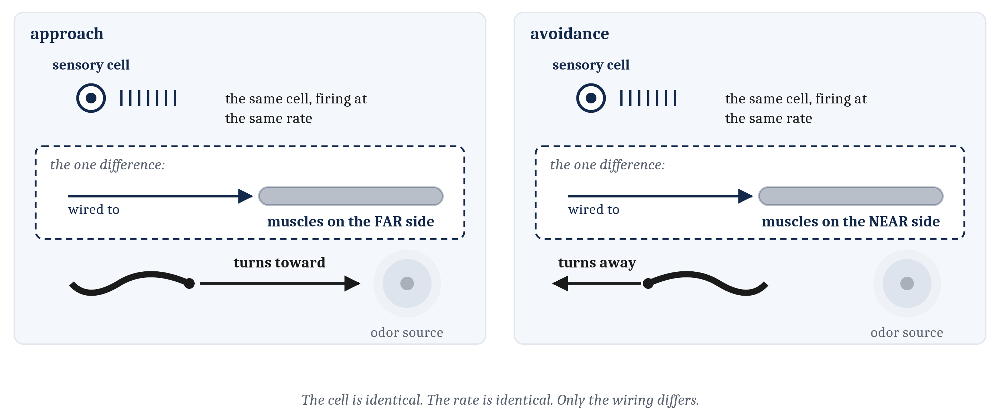 approach
sensory cell
the same cell, firing at
the same rate
the one difference:
wired to
muscles on the FAR side
turns toward
odor source
avoidance
sensory cell
the same cell, firing at
the same rate
the one difference:
wired to
muscles on the NEAR side
turns away
odor source
The cell is identical. The rate is identical. Only the wiring differs.